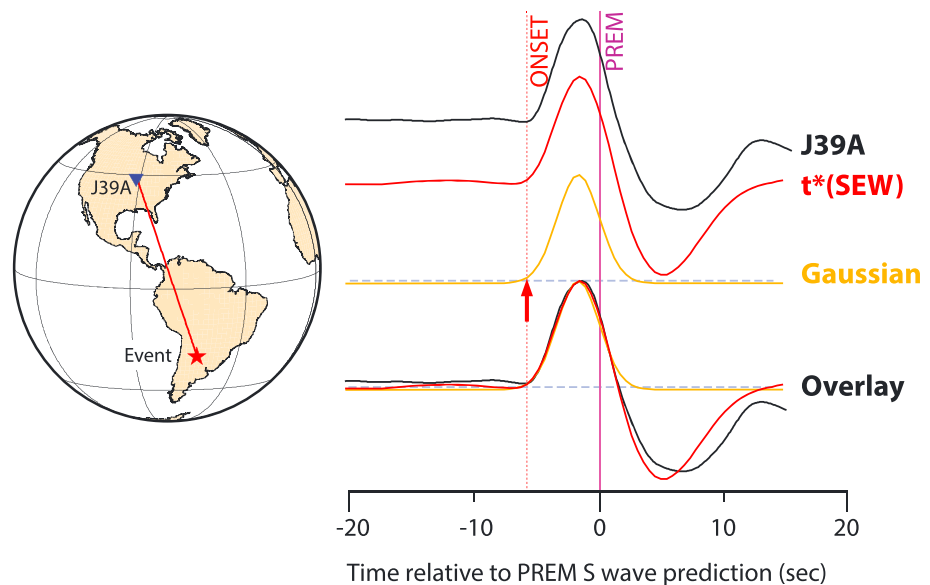 ONSET
PREM
J39A
t*(SEW)
Gaussian
Overlay
J39A
Event
-20 -10 0 10 20
Time relative to PREM S wave prediction (sec)